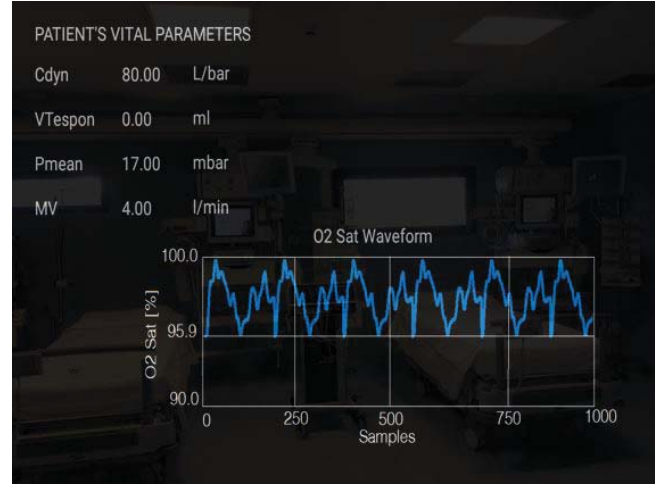 PATIENT'S VITAL PARAMETERS
Cdyn 80.00 L/bar
VTespon 0.00 ml
Pmean 17.00 mbar
MV 4.00 l/min
O2 Sat Waveform
100.0
95.9
90.0
O2 Sat [%]
0 250 500 750 1000
Samples